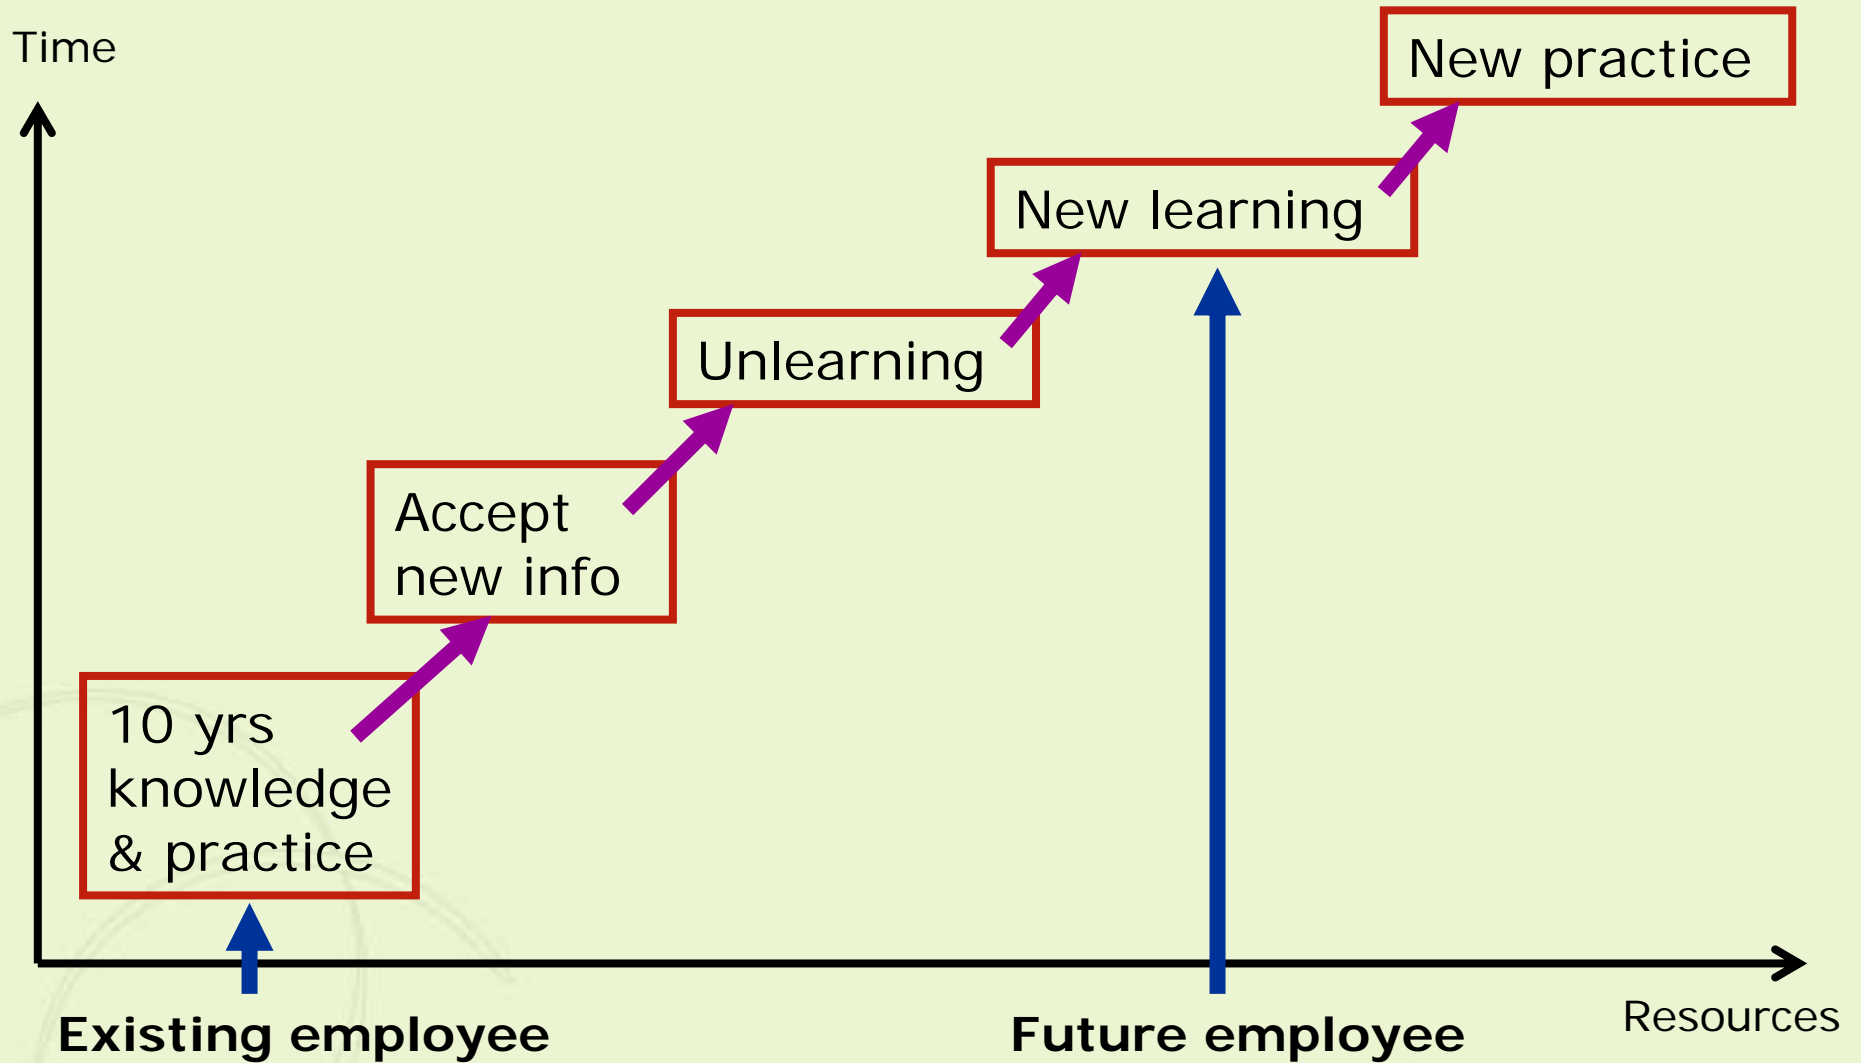 Time
New practice
New learning
Unlearning
Accept
new info
10 yrs
knowledge
& practice
Existing employee
Future employee
Resources